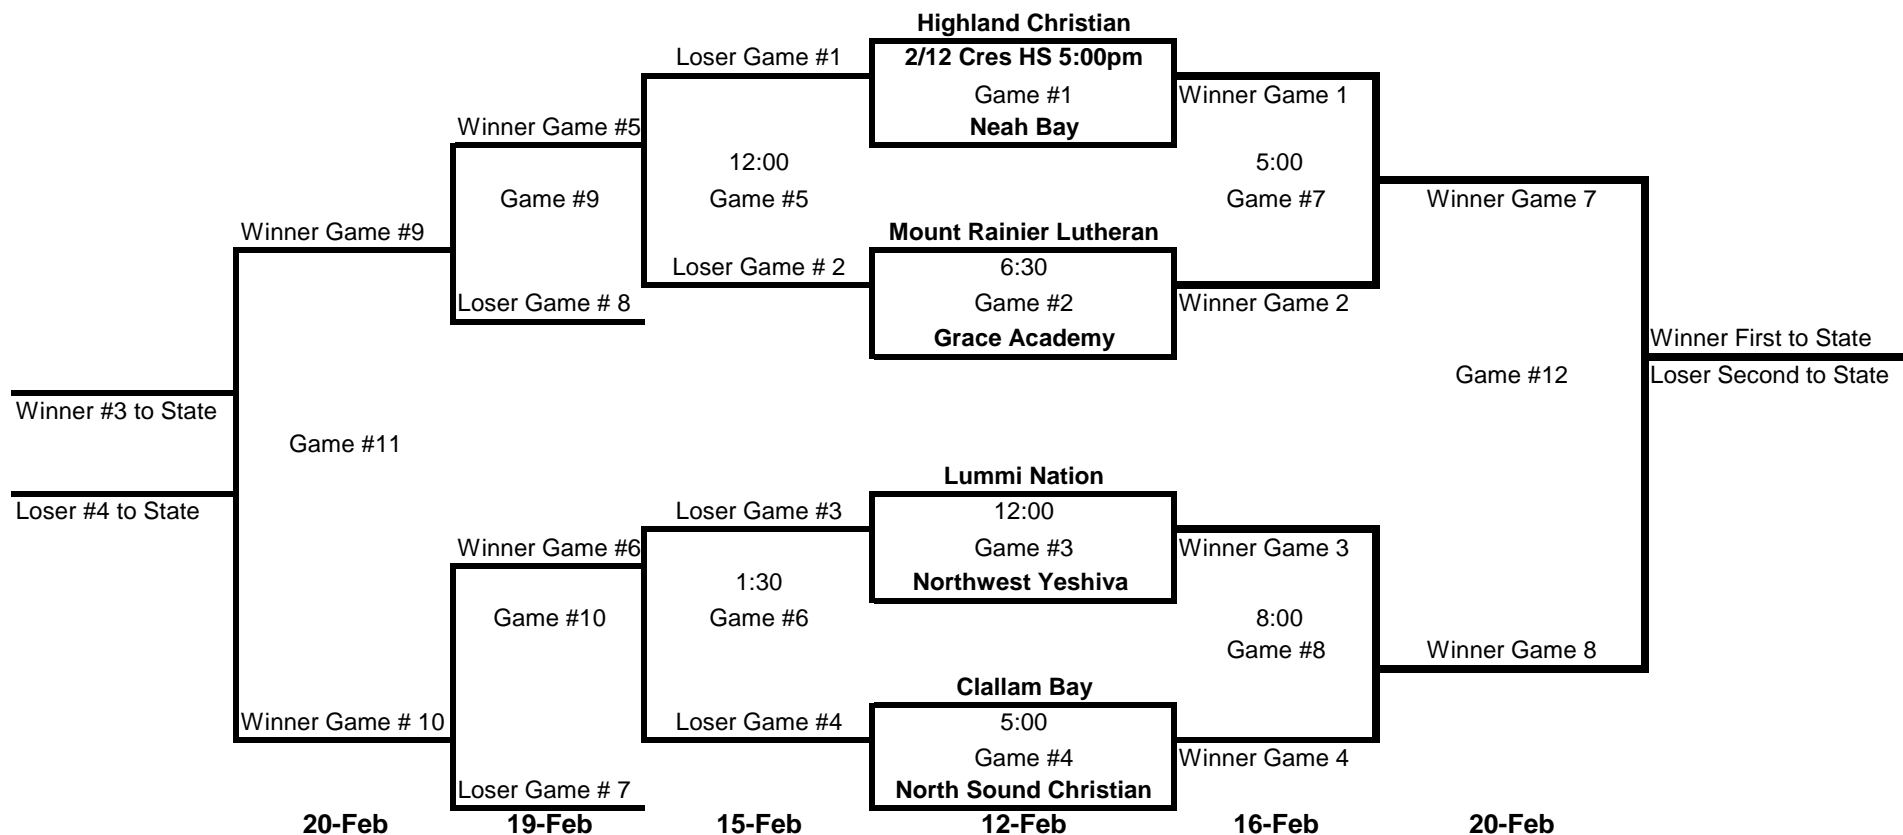 Highland Christian
Loser Game #1
2/12 Cres HS 5:00pm
Game #1
Winner Game 1
Winner Game #5
Neah Bay
12:00
5:00
Game #9
Game #5
Game #7
Winner Game 7
Winner Game #9
Mount Rainier Lutheran
Loser Game # 2
6:30
Loser Game # 8
Game #2
Winner Game 2
Grace Academy
Winner First to State
Game #12
Loser Second to State
Winner #3 to State
Game #11
Lummi Nation
Loser #4 to State
Loser Game #3
12:00
Winner Game #6
Game #3
Winner Game 3
1:30
Northwest Yeshiva
Game #10
Game #6
8:00
Game #8
Winner Game 8
Clallam Bay
Winner Game # 10
Loser Game #4
5:00
Game #4
Winner Game 4
Loser Game # 7
North Sound Christian
20-Feb
19-Feb
15-Feb
12-Feb
16-Feb
20-Feb